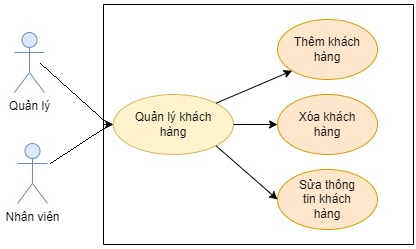 Quản lý
Nhân viên
Quản lý khách
hàng
Thêm khách
hàng
Xóa khách
hàng
Sửa thông
tin khách
hàng